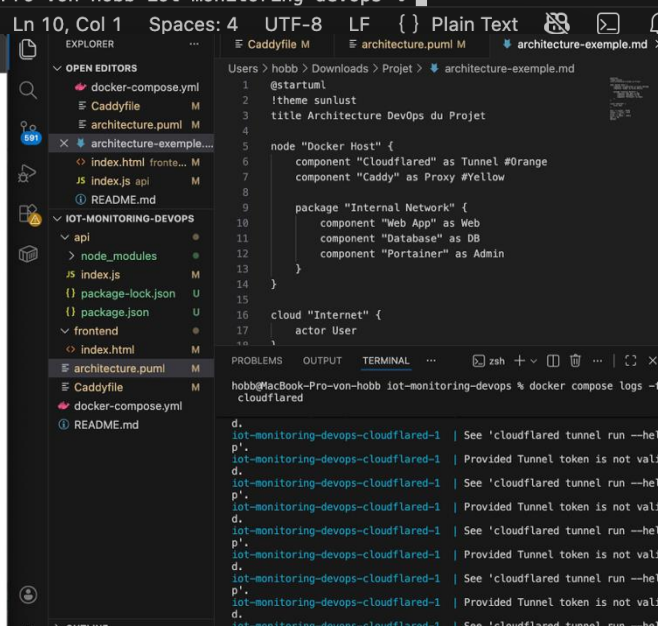 Ln 10, Col 1 Spaces: 4 UTF-8 LF { } Plain Text
EXPLORER ...
OPEN EDITORS
docker-compose.yml
Caddyfile M
architecture.puml M
architecture-exemple....
index.html fronte... M
JS index.js api M
README.md
591
IOT-MONITORING-DEVOPS
api
node_modules
JS index.js M
{} package-lock.json U
{} package.json U
frontend
index.html M
architecture.puml M
Caddyfile M
docker-compose.yml
README.md
Caddyfile M architecture.puml M architecture-exemple.md
Users > hobb > Downloads > Projet > architecture-exemple.md
1 @startuml
2 !theme sunlust
3 title Architecture DevOps du Projet
4
5 node "Docker Host" {
6 component "Cloudflared" as Tunnel #Orange
7 component "Caddy" as Proxy #Yellow
8
9 package "Internal Network" {
10 component "Web App" as Web
11 component "Database" as DB
12 component "Portainer" as Admin
13 }
14 }
15
16 cloud "Internet" {
17 actor User
18 }
PROBLEMS OUTPUT TERMINAL ... zsh
hobb@MacBook-Pro-von-hobb iot-monitoring-devops % docker compose logs -f
cloudflared
d.
iot-monitoring-devops-cloudflared-1 | See 'cloudflared tunnel run --hel
p'.
iot-monitoring-devops-cloudflared-1 | Provided Tunnel token is not vali
d.
iot-monitoring-devops-cloudflared-1 | See 'cloudflared tunnel run --hel
p'.
iot-monitoring-devops-cloudflared-1 | Provided Tunnel token is not vali
d.
iot-monitoring-devops-cloudflared-1 | See 'cloudflared tunnel run --hel
p'.
iot-monitoring-devops-cloudflared-1 | Provided Tunnel token is not vali
d.
iot-monitoring-devops-cloudflared-1 | See 'cloudflared tunnel run --hel
p'.
iot-monitoring-devops-cloudflared-1 | Provided Tunnel token is not vali
d.